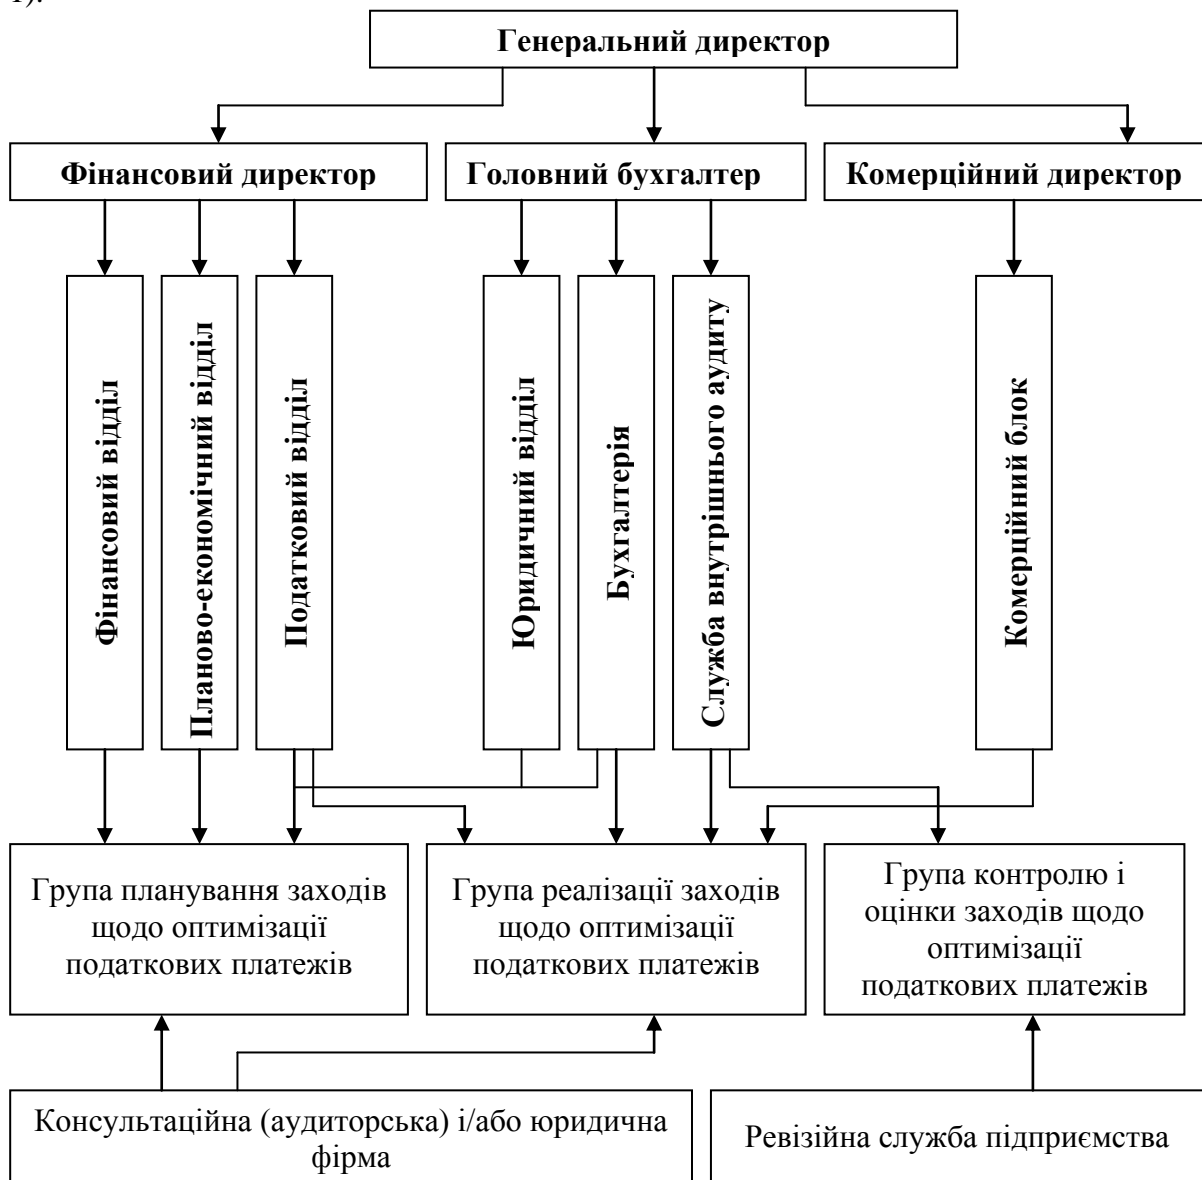 1).
Генеральний директор
Фінансовий директор
Головний бухгалтер
Комерційний директор
Фінансовий відділ
Планово-економічний відділ
Податковий відділ
Юридичний відділ
Бухгалтерія
Служба внутрішнього аудиту
Комерційний блок
Група планування заходів
щодо оптимізації
податкових платежів
Група реалізації заходів
щодо оптимізації
податкових платежів
Група контролю і
оцінки заходів щодо
оптимізації
податкових платежів
Консультаційна (аудиторська) і/або юридична
фірма
Ревізійна служба підприємства